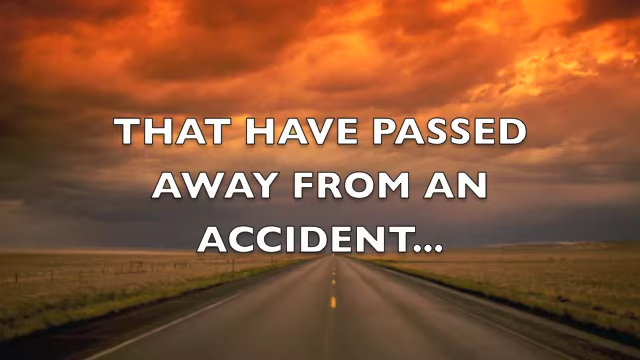 THAT HAVE PASSED
AWAY FROM AN
ACCIDENT...